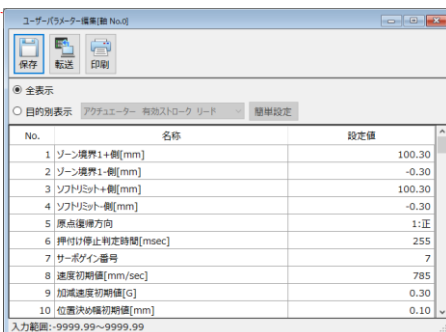 ユーザーパラメーター編集[軸 No.0]
保存 転送 印刷
全表示
目的別表示 アクチュエーター 有効ストローク リード 簡単設定
No. 名称 設定値
1 ゾーン境界1+側[mm] 100.30
2 ゾーン境界1-側[mm] -0.30
3 ソフトリミット+側[mm] 100.30
4 ソフトリミット-側[mm] -0.30
5 原点復帰方向 1:正
6 押付け停止判定時間[msec] 255
7 サーボゲイン番号 7
8 速度初期値[mm/sec] 785
9 加減速度初期値[G] 0.30
10 位置決め幅初期値[mm] 0.10
入力範囲:-9999.99~9999.99